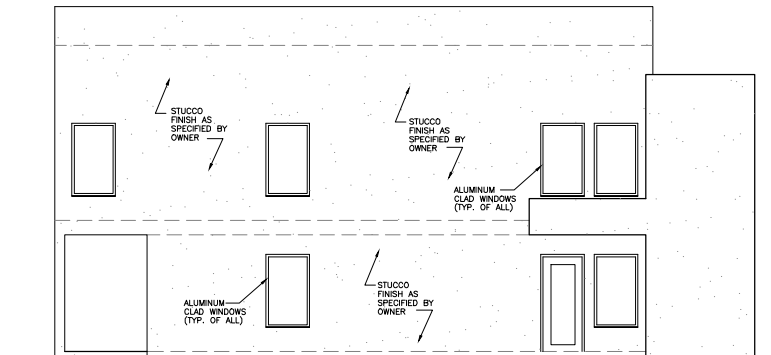 STUCCO
FINISH AS
SPECIFIED BY
OWNER
STUCCO
FINISH AS
SPECIFIED BY
OWNER
ALUMINUM
CLAD WINDOWS
(TYP. OF ALL)
ALUMINUM
CLAD WINDOWS
(TYP. OF ALL)
STUCCO
FINISH AS
SPECIFIED BY
OWNER